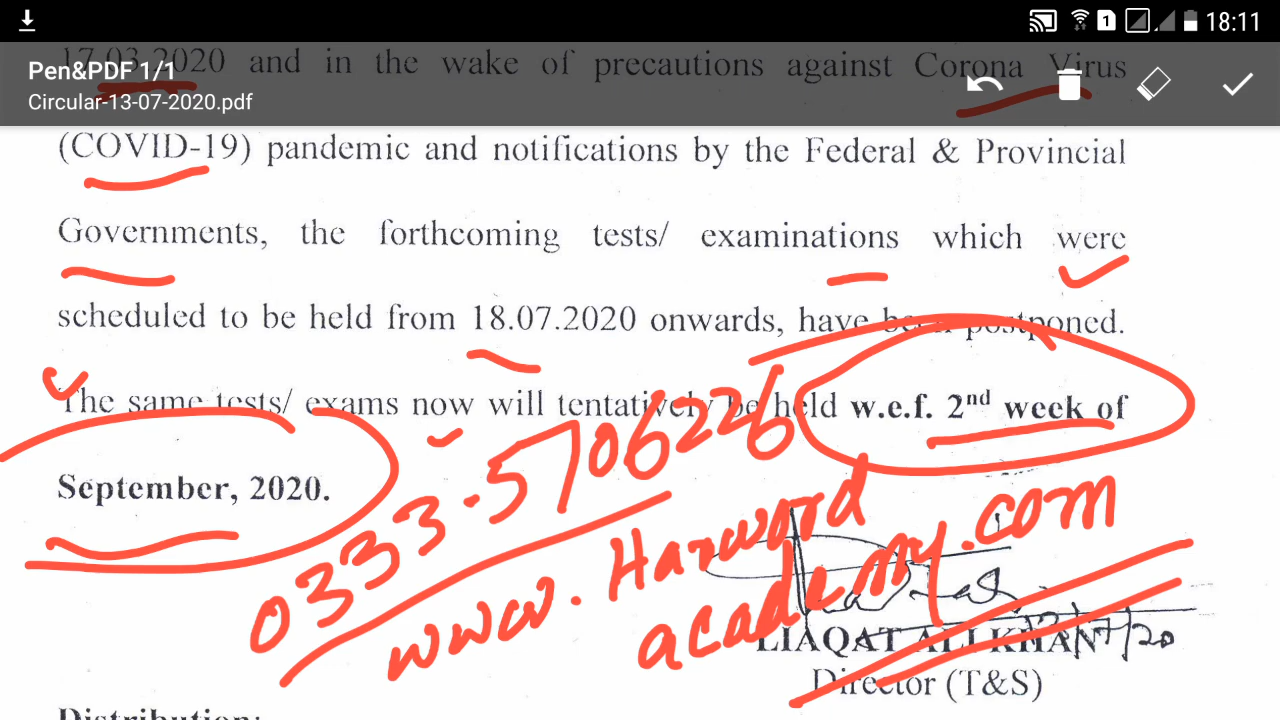 18:11
1
17.03.2020 and in the wake of precautions against Corona Virus
Pen&PDF 1/1
Circular-13-07-2020.pdf
(COVID-19) pandemic and notifications by the Federal & Provincial
Governments, the forthcoming tests/ examinations which were
scheduled to be held from 18.07.2020 onwards, have been postponed.
The same tests/ exams now will tentatively be held w.e.f. 2nd week of
September, 2020.
0333-5706226
www.Harword
academy.com
LIAQAT ALI KHAN
Director (T&S)
Distribution: